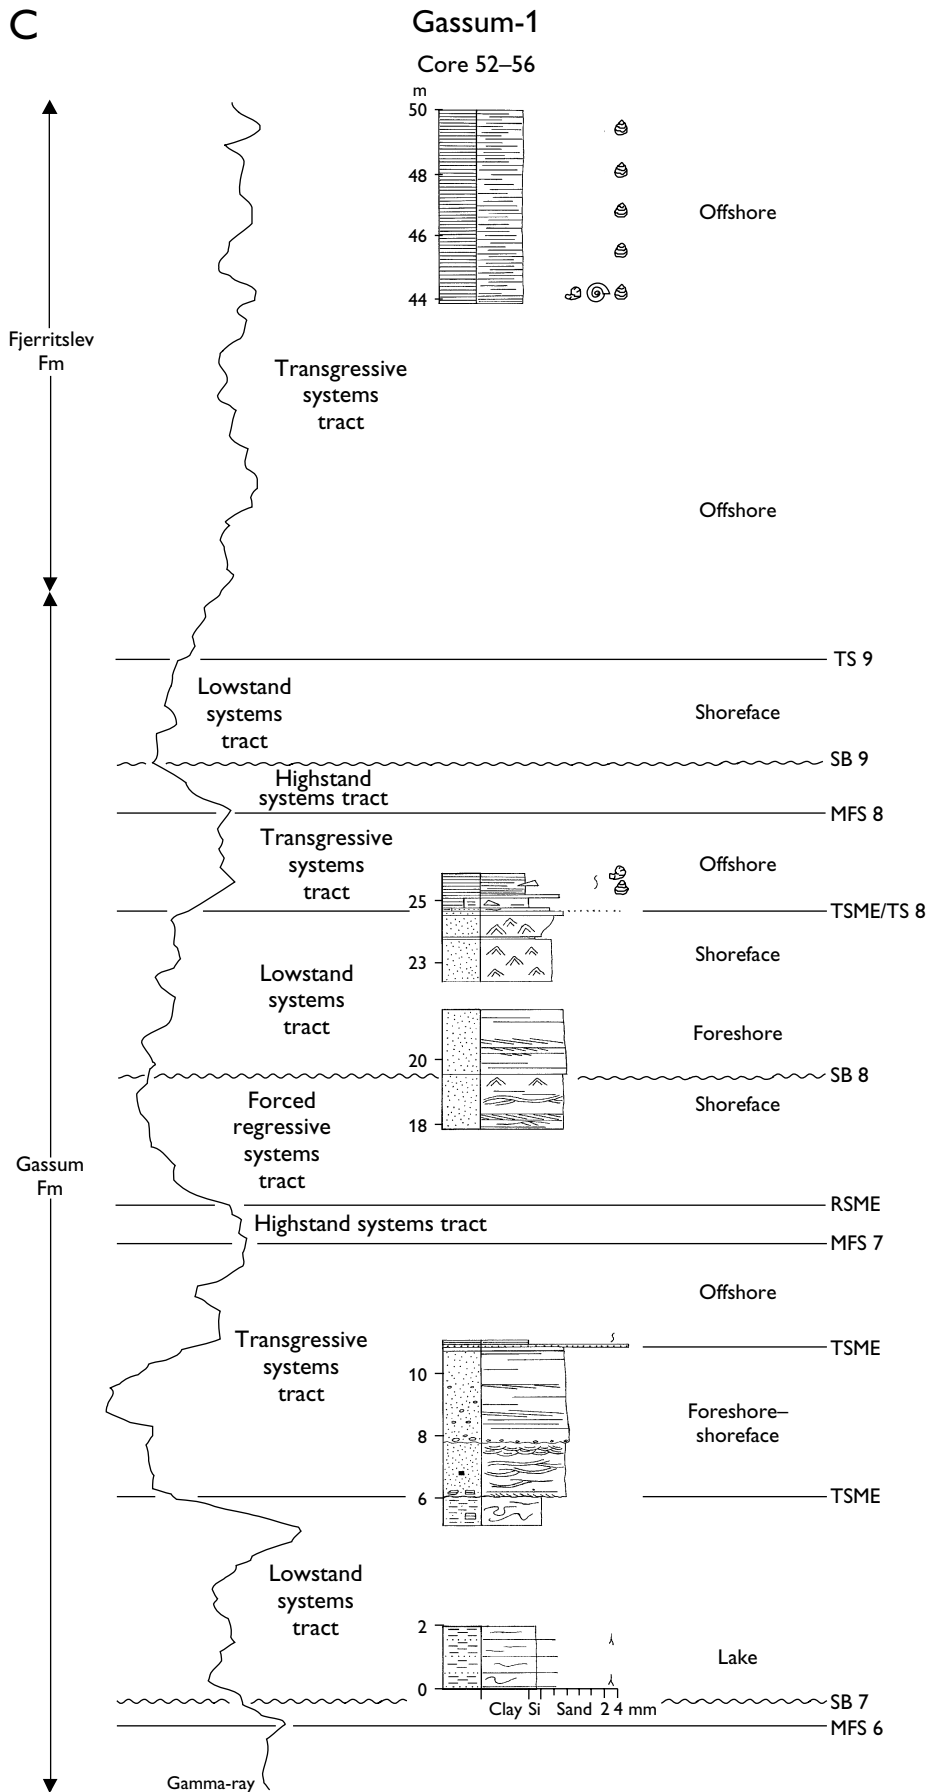 C
Gassum-1
Core 52–56
m
50
48
46
44
Offshore
Fjerritslev
Fm
Transgressive
systems
tract
Offshore
TS 9
Lowstand
systems
tract
Shoreface
SB 9
Highstand
systems tract
MFS 8
Transgressive
systems
tract
Offshore
25
TSME/TS 8
23
Shoreface
Lowstand
systems
tract
Foreshore
20
SB 8
Forced
regressive
systems
tract
Shoreface
18
Gassum
Fm
RSME
Highstand systems tract
MFS 7
Offshore
Transgressive
systems
tract
TSME
10
Foreshore–
shoreface
8
6
TSME
Lowstand
systems
tract
2
Lake
0
SB 7
Clay Si Sand 2 4 mm
MFS 6
Gamma-ray